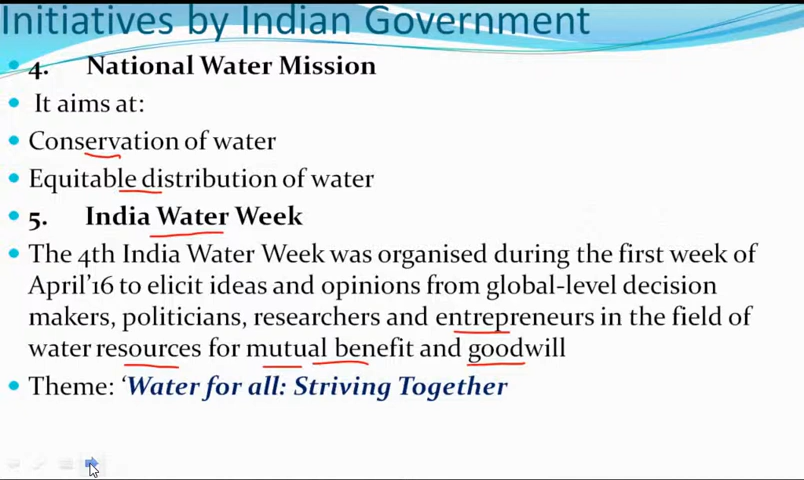 Initiatives by Indian Government
4. National Water Mission
It aims at:
Conservation of water
Equitable distribution of water
5. India Water Week
The 4th India Water Week was organised during the first week of
April'16 to elicit ideas and opinions from global-level decision
makers, politicians, researchers and entrepreneurs in the field of
water resources for mutual benefit and goodwill
Theme: ‘Water for all: Striving Together